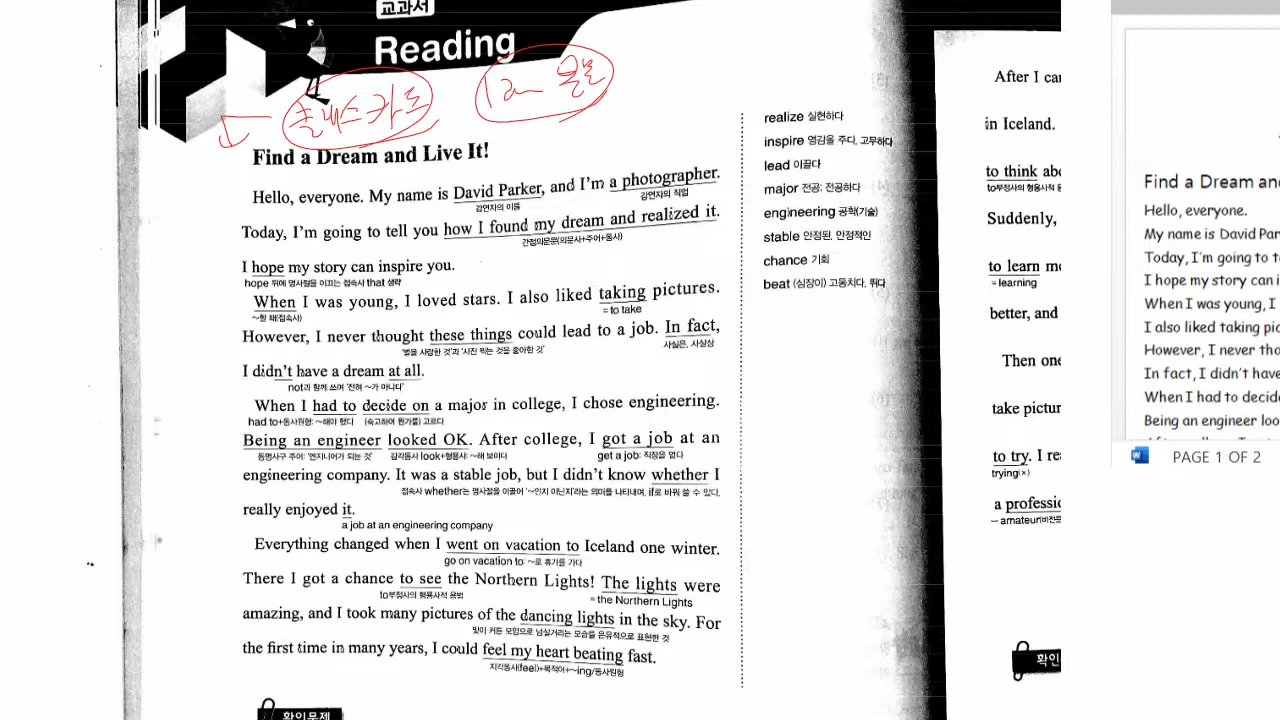 교과서
Reading
클래스카드
Find a Dream and Live It!
Hello, everyone. My name is David Parker, and I'm a photographer.
강연자의 이름
강연자의 직업
Today, I'm going to tell you how I found my dream and realized it.
간접의문문(의문사+주어+동사)
I hope my story can inspire you.
hope 뒤에 명사절을 이끄는 접속사 that 생략
When I was young, I loved stars. I also liked taking pictures.
~할 때(접속사)
= to take
However, I never thought these things could lead to a job. In fact,
'별을 사랑한 것'과 '사진 찍는 것을 좋아한 것'
사실은, 사실상
I didn't have a dream at all.
not과 함께 쓰여 '전혀 ~가 아니다'
When I had to decide on a major in college, I chose engineering.
had to+동사원형: ~해야 했다
(숙고하여 뭔가를) 고르다
Being an engineer looked OK. After college, I got a job at an
동명사구 주어: '엔지니어가 되는 것'
감각동사 look+형용사: ~해 보이다
get a job: 직장을 얻다
engineering company. It was a stable job, but I didn't know whether I
접속사 whether는 명사절을 이끌어 '~인지 아닌지'라는 의미를 나타내며, if로 바꿔 쓸 수 있다.
really enjoyed it.
a job at an engineering company
Everything changed when I went on vacation to Iceland one winter.
go on vacation to: ~로 휴가를 가다
There I got a chance to see the Northern Lights! The lights were
to부정사의 형용사적 용법
= the Northern Lights
amazing, and I took many pictures of the dancing lights in the sky. For
빛이 커튼 모양으로 넘실거리는 모습을 은유적으로 표현한 것
the first time in many years, I could feel my heart beating fast.
지각동사(feel)+목적어+~ing/동사원형
확인문제
realize 실현하다
inspire 영감을 주다, 고무하다
lead 이끌다
major 전공; 전공하다
engineering 공학(기술)
stable 안정된, 안정적인
chance 기회
beat (심장이) 고동치다, 뛰다
After I
in Iceland.
to think
to부정사의 형용사적
Suddenly,
to learn
= learning
better, and
Then one
take
to try. I
trying(×)
a
확인
Find a Dream
Hello, everyone.
My name is David
Today, I'm going to
I hope my story can
When I was young, I
I also liked taking
However, I never
In fact, I didn't have
When I had to
Being an engineer
PAGE 1 OF 2